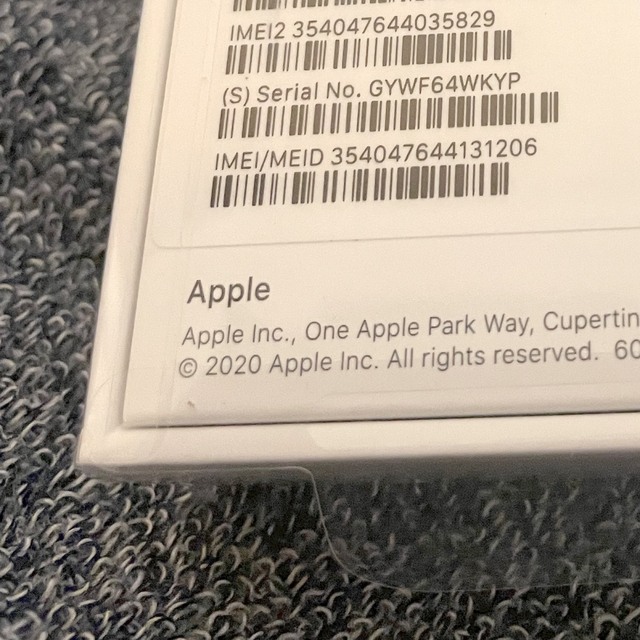 IMEI2 354047644035829
(S) Serial No. GYWF64WKYP
IMEI/MEID 354047644131206
Apple
Apple Inc., One Apple Park Way, Cupertin
© 2020 Apple Inc. All rights reserved. 60